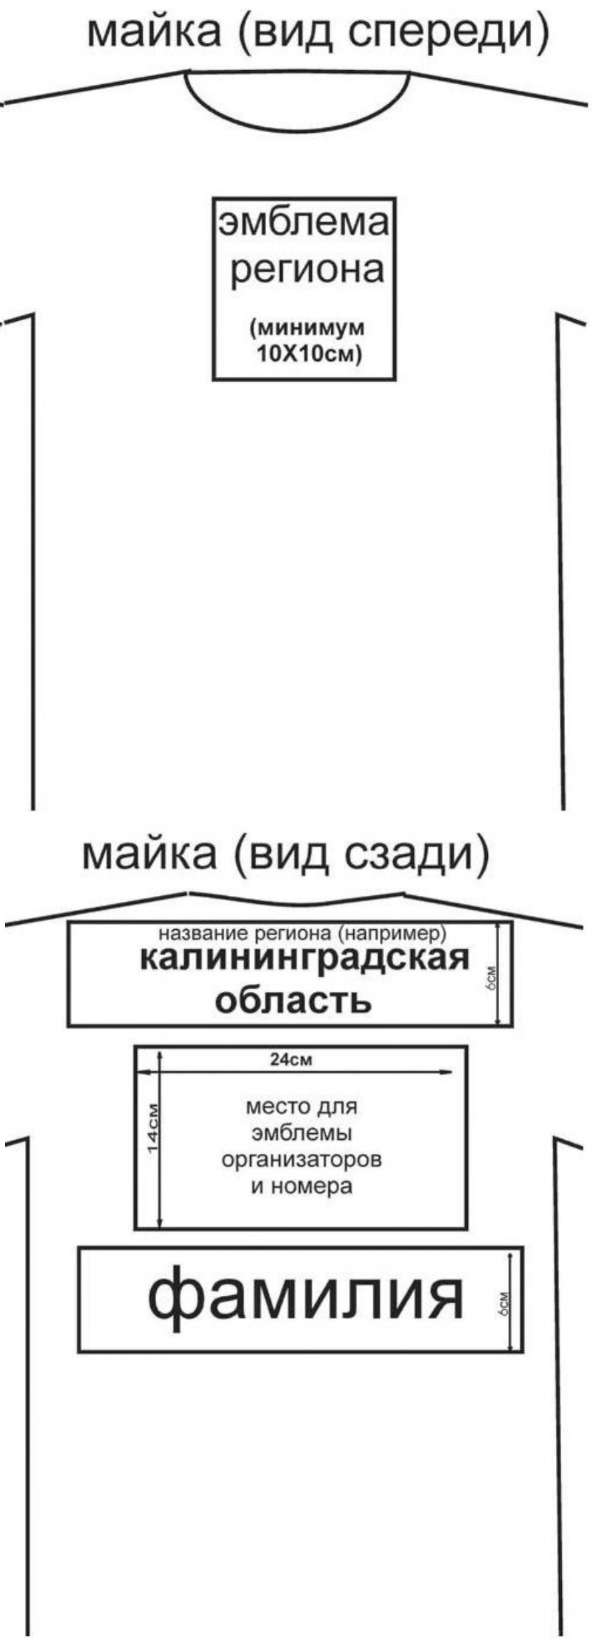 майка (вид спереди)
эмблема
региона
(минимум
10X10см)
майка (вид сзади)
название региона (например)
калининградская
область
6см
24см
14см
место для
эмблемы
организаторов
и номера
фамилия
6см